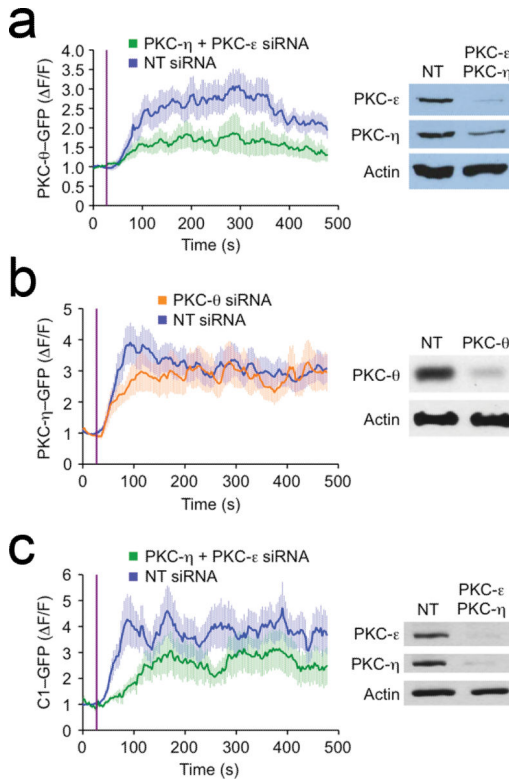 a
PKC-η + PKC-ε siRNA
NT siRNA
PKC-θ–GFP (ΔF/F)
4.0
3.5
3.0
2.5
2.0
1.5
1.0
0.5
0
0 100 200 300 400 500
Time (s)
PKC-ε
NT PKC-η
PKC-ε
PKC-η
Actin
b
PKC-θ siRNA
NT siRNA
PKC-η–GFP (ΔF/F)
5
4
3
2
1
0
0 100 200 300 400 500
Time (s)
NT PKC-θ
PKC-θ
Actin
c
PKC-η + PKC-ε siRNA
NT siRNA
C1–GFP (ΔF/F)
6
5
4
3
2
1
0
0 100 200 300 400 500
Time (s)
PKC-ε
NT PKC-η
PKC-ε
PKC-η
Actin